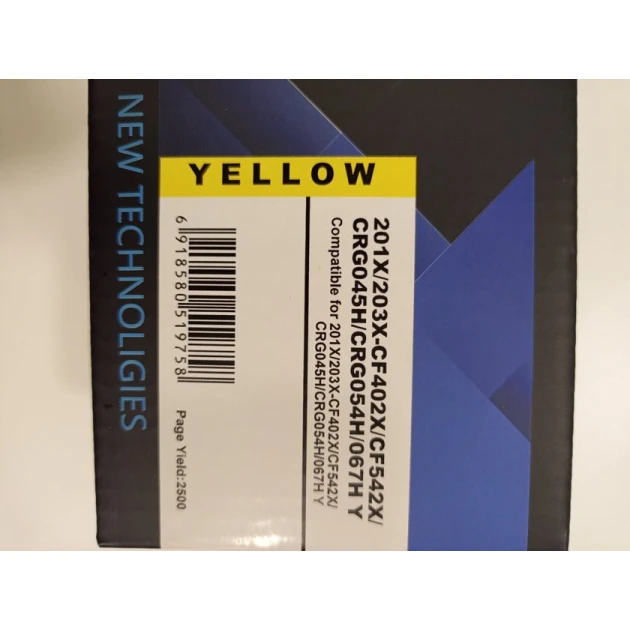 NEW TECHNOLIGIES
YELLOW
201X/203X-CF402X/CF542X/
CRG045H/CRG054H/067H Y
Compatible for 201X/203X-CF402X/CF542X/
CRG045H/CRG054H/067H Y
6918580519758
Page Yield:2500